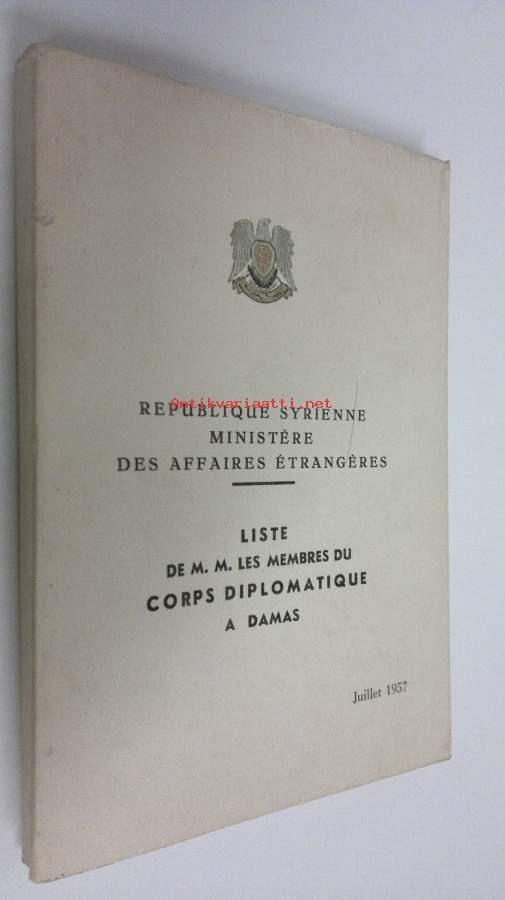 REPUBLIQUE SYRIENNE
Antikvariaatti.net
MINISTÈRE
DES AFFAIRES ÉTRANGÈRES
LISTE
DE M. M. LES MEMBRES DU
CORPS DIPLOMATIQUE
A DAMAS
Juillet 1957